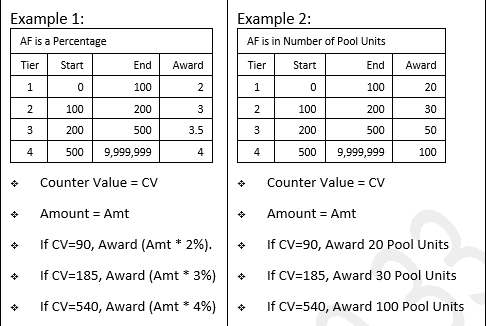 Example 1:
AF is a Percentage
Tier Start End Award
1 0 100 2
2 100 200 3
3 200 500 3.5
4 500 9,999,999 4
❖ Counter Value = CV
❖ Amount = Amt
❖ If CV=90, Award (Amt * 2%).
❖ If CV=185, Award (Amt * 3%)
❖ If CV=540, Award (Amt * 4%)
Example 2:
AF is in Number of Pool Units
Tier Start End Award
1 0 100 20
2 100 200 30
3 200 500 50
4 500 9,999,999 100
❖ Counter Value = CV
❖ Amount = Amt
❖ If CV=90, Award 20 Pool Units
❖ If CV=185, Award 30 Pool Units
❖ If CV=540, Award 100 Pool Units